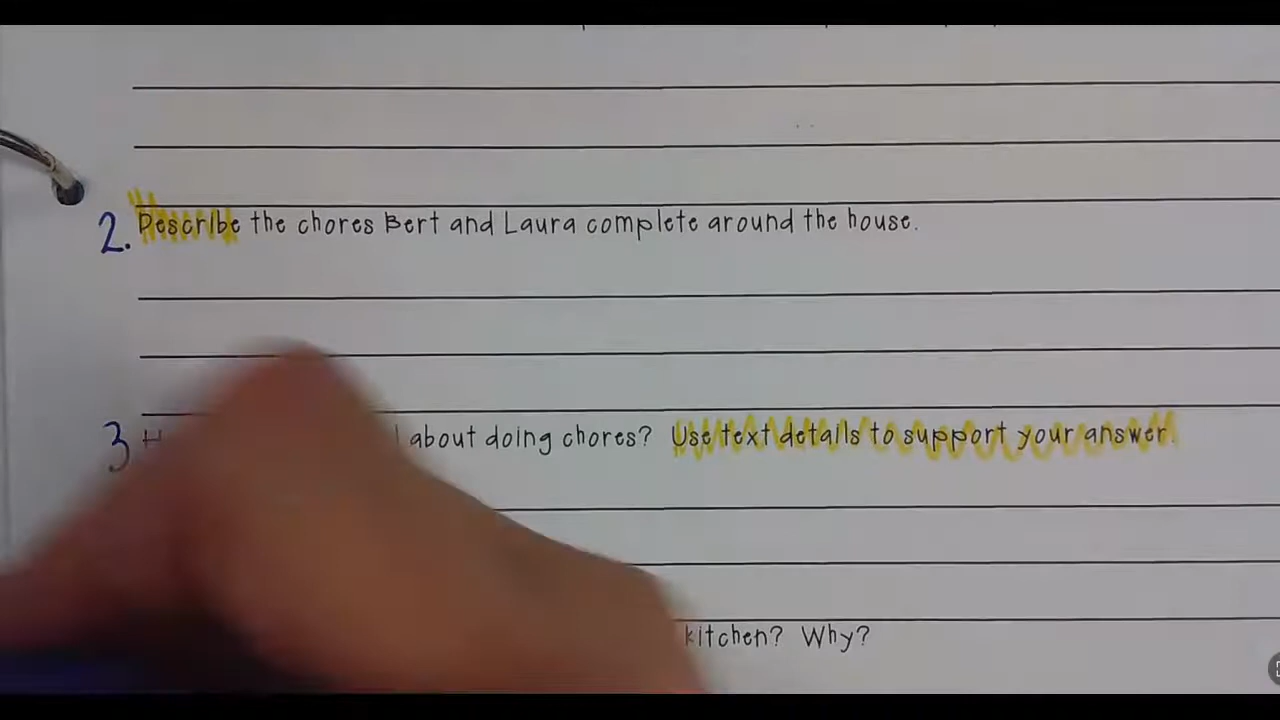 2. Describe the chores Bert and Laura complete around the house.
3 H about doing chores? Use text details to support your answer.
kitchen? Why?